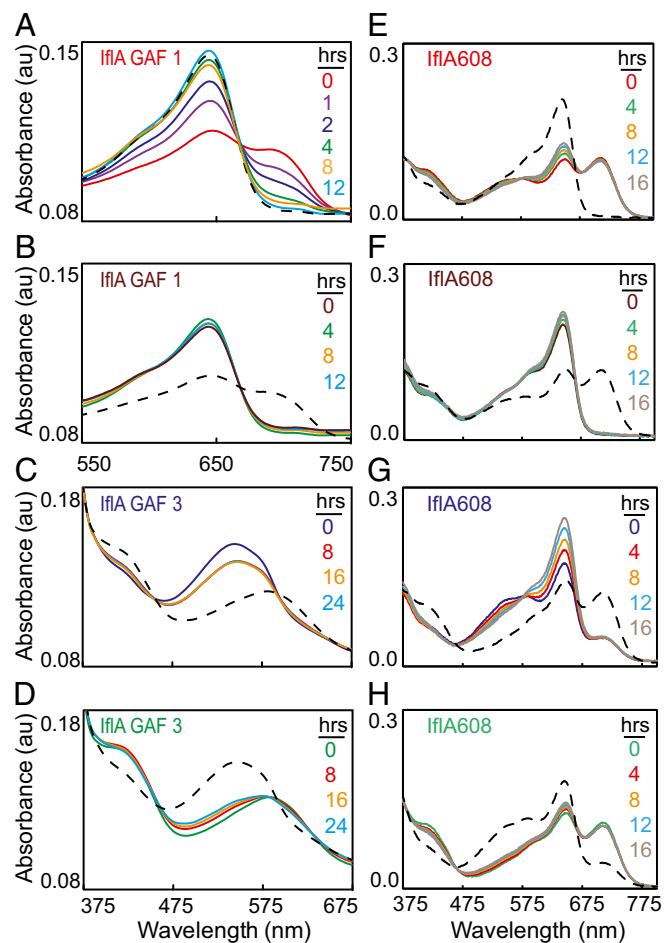 A
Absorbance (au)
0.15
0.08
IflA GAF 1
hrs
0
1
2
4
8
12
B
Absorbance (au)
0.15
0.08
IflA GAF 1
hrs
0
4
8
12
550 650 750
C
Absorbance (au)
0.18
0.08
IflA GAF 3
hrs
0
8
16
24
D
Absorbance (au)
0.18
0.08
IflA GAF 3
hrs
0
8
16
24
375 475 575 675
Wavelength (nm)
E
0.3
0.0
IflA608
hrs
0
4
8
12
16
F
0.3
0.0
IflA608
hrs
0
4
8
12
16
G
0.3
0.0
IflA608
hrs
0
4
8
12
16
H
0.3
0.0
IflA608
hrs
0
4
8
12
16
375 475 575 675 775
Wavelength (nm)